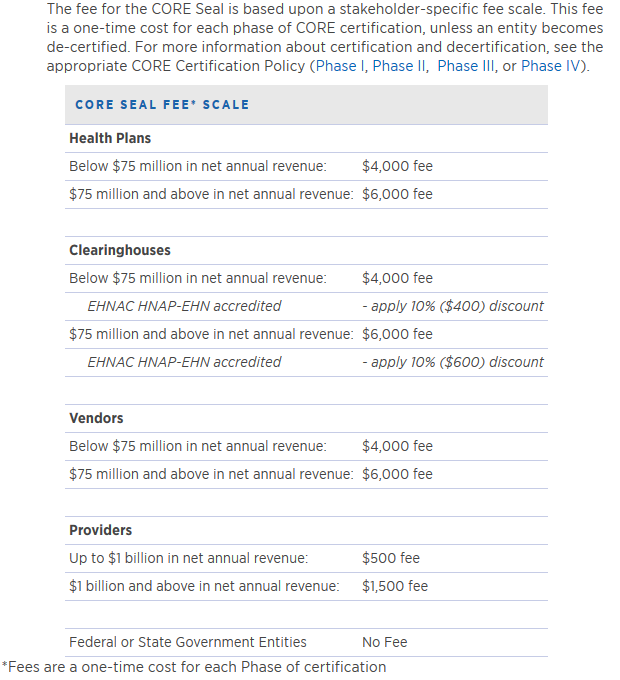 The fee for the CORE Seal is based upon a stakeholder-specific fee scale. This fee
is a one-time cost for each phase of CORE certification, unless an entity becomes
de-certified. For more information about certification and decertification, see the
appropriate CORE Certification Policy (Phase I, Phase II, Phase III, or Phase IV).
CORE SEAL FEE* SCALE
Health Plans
Below $75 million in net annual revenue: $4,000 fee
$75 million and above in net annual revenue: $6,000 fee
Clearinghouses
Below $75 million in net annual revenue: $4,000 fee
EHNAC HNAP-EHN accredited - apply 10% ($400) discount
$75 million and above in net annual revenue: $6,000 fee
EHNAC HNAP-EHN accredited - apply 10% ($600) discount
Vendors
Below $75 million in net annual revenue: $4,000 fee
$75 million and above in net annual revenue: $6,000 fee
Providers
Up to $1 billion in net annual revenue: $500 fee
$1 billion and above in net annual revenue: $1,500 fee
Federal or State Government Entities No Fee
*Fees are a one-time cost for each Phase of certification